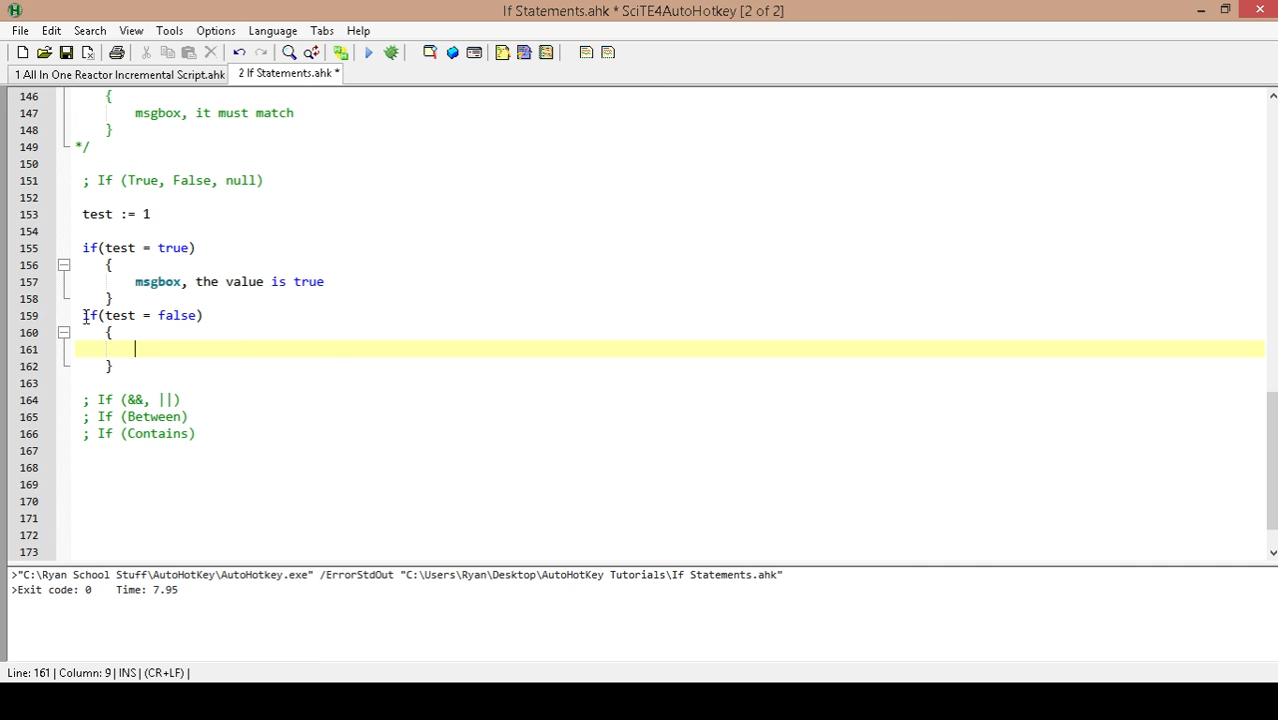 If Statements.ahk * SciTE4AutoHotkey [2 of 2]
File Edit Search View Tools Options Language Tabs Help
1 All In One Reactor Incremental Script.ahk 2 If Statements.ahk *
146 {
147 msgbox, it must match
148 }
149 */
150
151 ; If (True, False, null)
152
153 test := 1
154
155 if(test = true)
156 {
157 msgbox, the value is true
158 }
159 if(test = false)
160 {
161
162 }
163
164 ; If (&&, ||)
165 ; If (Between)
166 ; If (Contains)
167
168
169
170
171
172
173
>"C:\Ryan School Stuff\AutoHotKey\AutoHotkey.exe" /ErrorStdOut "C:\Users\Ryan\Desktop\AutoHotKey Tutorials\If Statements.ahk"
>Exit code: 0 Time: 7.95
Line: 161 | Column: 9 | INS | (CR+LF) |